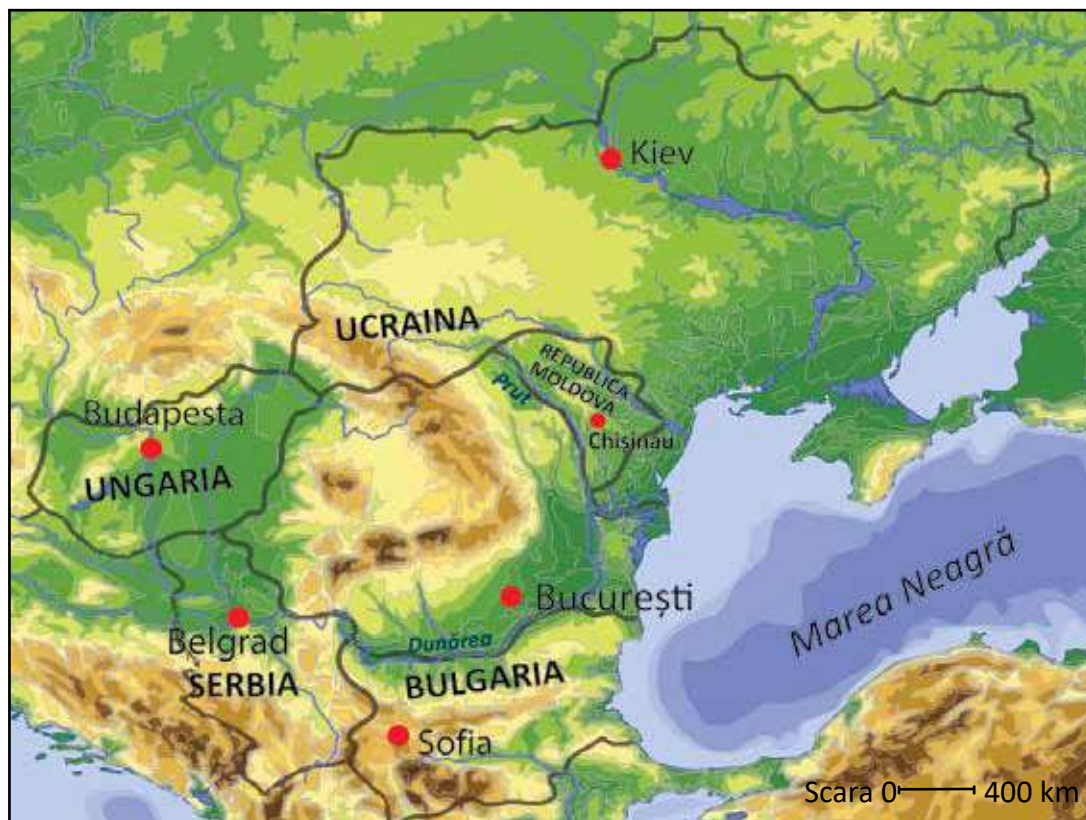 Kiev
UCRAINA
REPUBLICA
MOLDOVA
Prut
Budapesta
Chișinău
UNGARIA
Marea Neagră
București
Belgrad
Dunărea
SERBIA
BULGARIA
Sofia
Scara 0 400 km